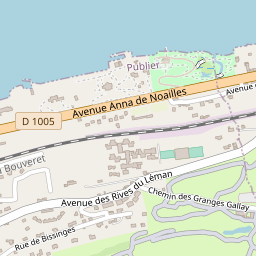 Publier
Avenue Anna de Noailles
Avenue d
D 1005
Bouveret
Avenue des Rives du Léman
Chemin des Granges Gallay
Rue de Bissinges